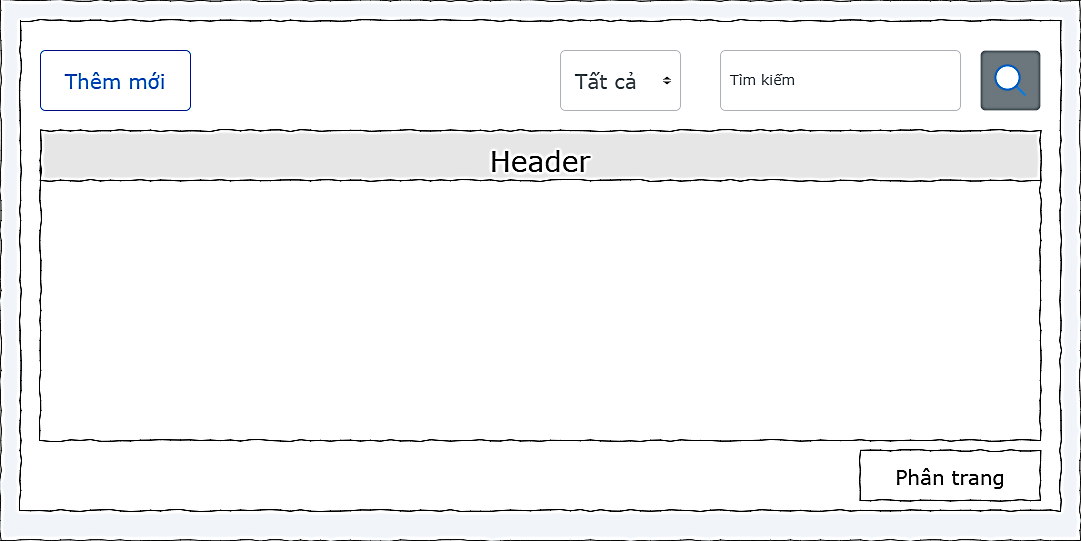 Thêm mới
Tất cả
Tìm kiếm
Header
Phân trang